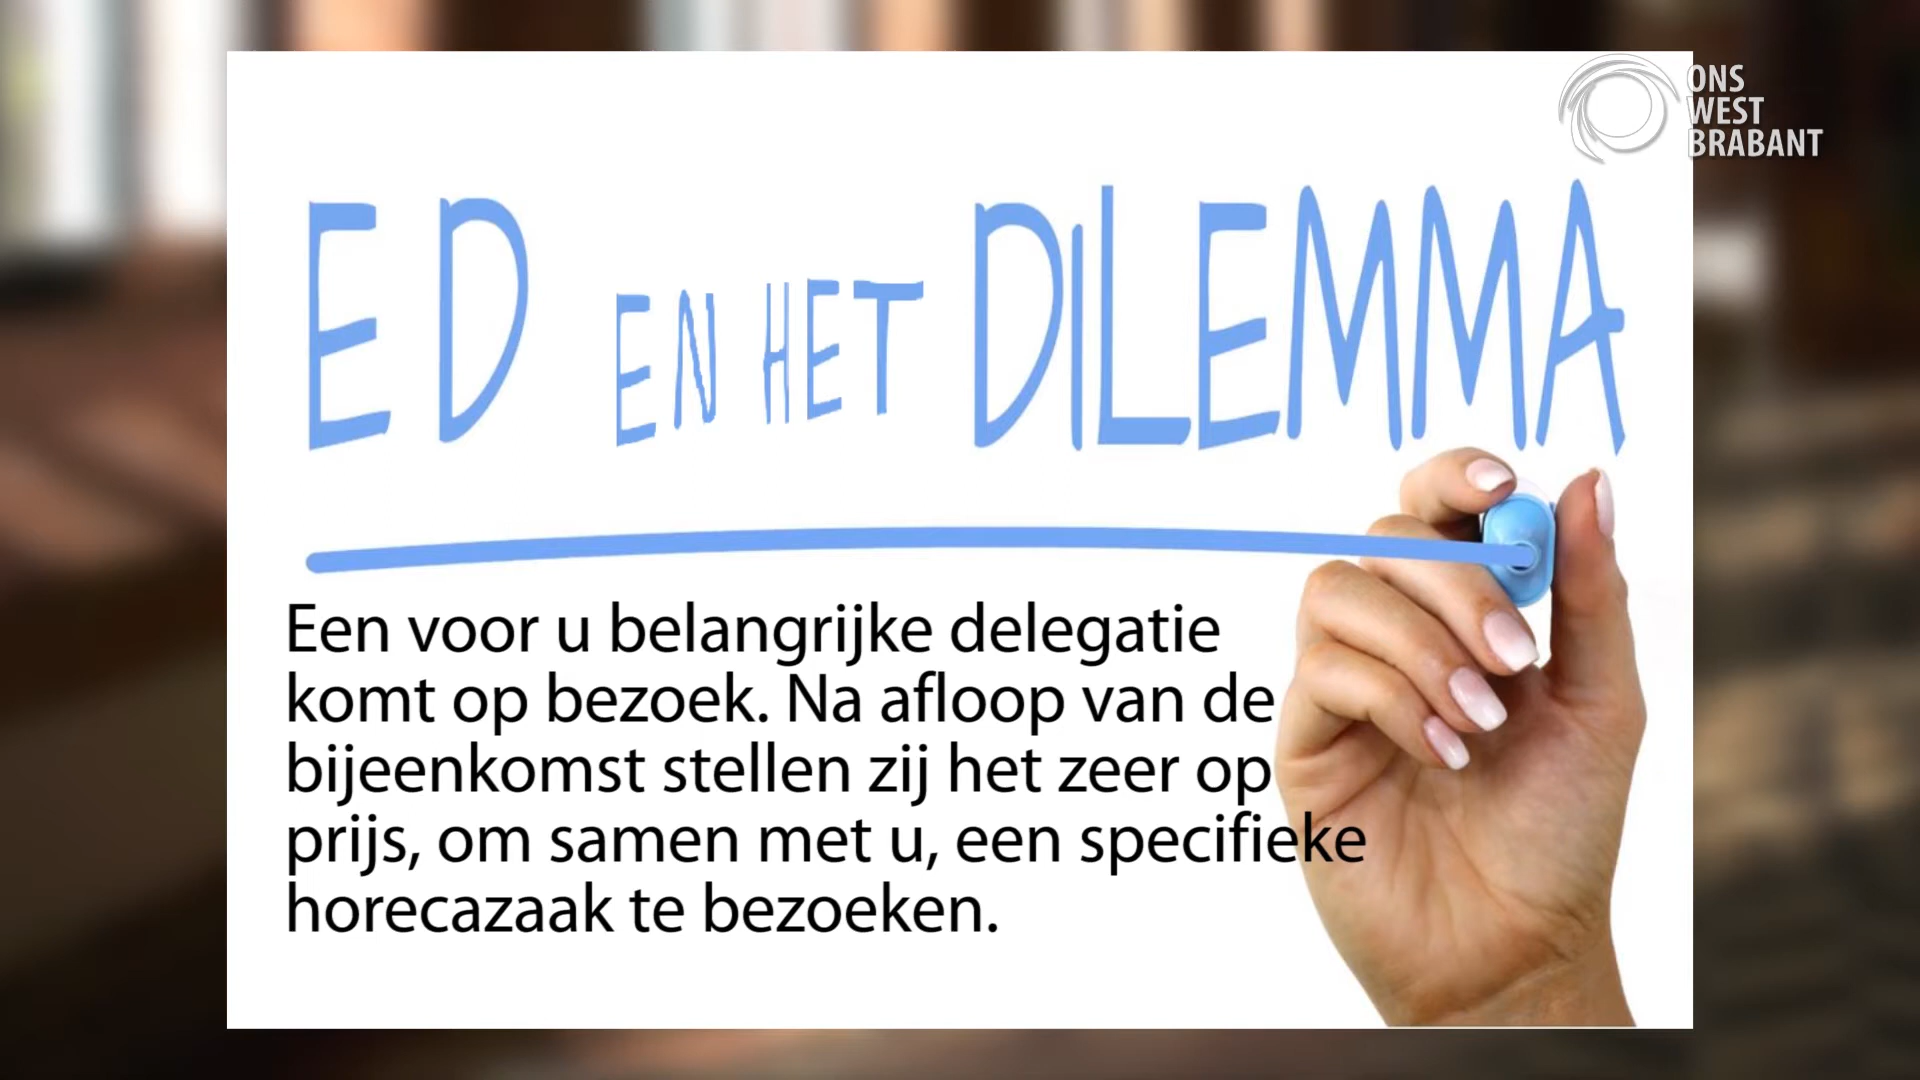 ONS
WEST
BRABANT
ED EN HET DILEMMA
Een voor u belangrijke delegatie
komt op bezoek. Na afloop van de
bijeenkomst stellen zij het zeer op
prijs, om samen met u, een specifieke
horecazaak te bezoeken.